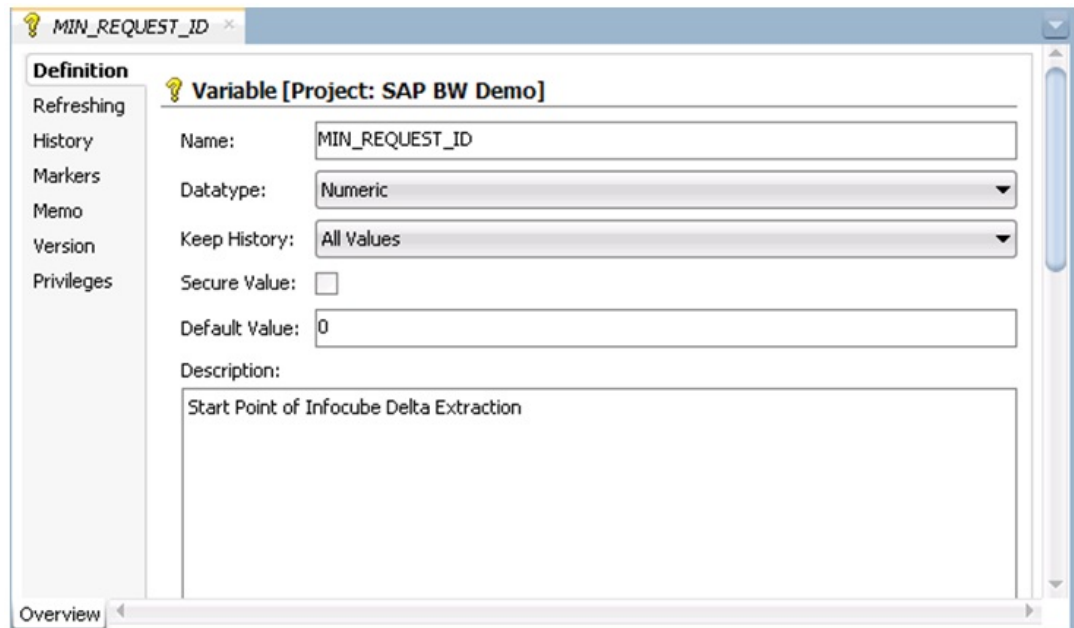 MIN_REQUEST_ID
Definition
Refreshing
History
Markers
Memo
Version
Privileges
Variable [Project: SAP BW Demo]
Name: MIN_REQUEST_ID
Datatype: Numeric
Keep History: All Values
Secure Value:
Default Value: 0
Description:
Start Point of Infocube Delta Extraction
Overview